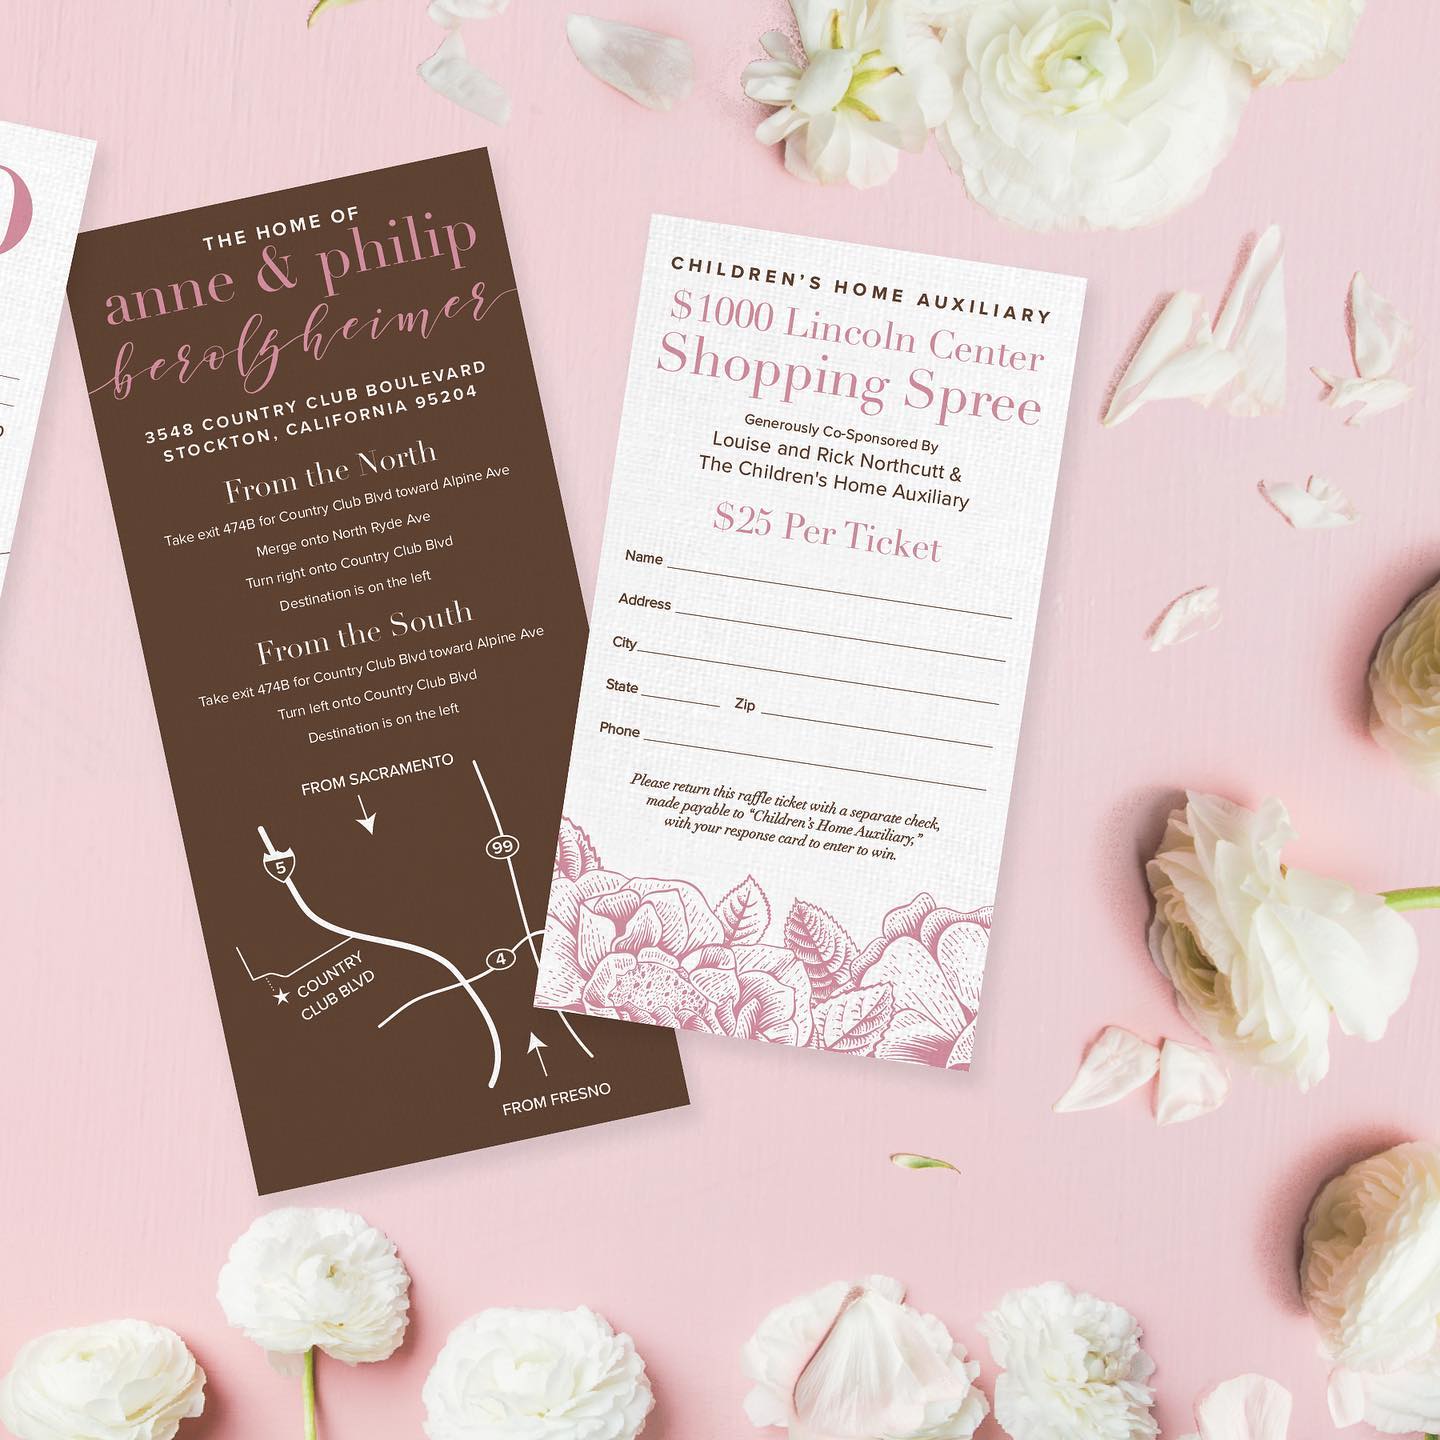 THE HOME OF
anne & philip
berolzheimer
3548 COUNTRY CLUB BOULEVARD
STOCKTON, CALIFORNIA 95204
From the North
Take exit 474B for Country Club Blvd toward Alpine Ave
Merge onto North Ryde Ave
Turn right onto Country Club Blvd
Destination is on the left
From the South
Take exit 474B for Country Club Blvd toward Alpine Ave
Turn left onto Country Club Blvd
Destination is on the left
FROM SACRAMENTO
5
99
4
COUNTRY
CLUB BLVD
FROM FRESNO
CHILDREN'S HOME AUXILIARY
$1000 Lincoln Center
Shopping Spree
Generously Co-Sponsored By
Louise and Rick Northcutt &
The Children's Home Auxiliary
$25 Per Ticket
Name
Address
City
State Zip
Phone
Please return this raffle ticket with a separate check,
made payable to “Children’s Home Auxiliary,”
with your response card to enter to win.